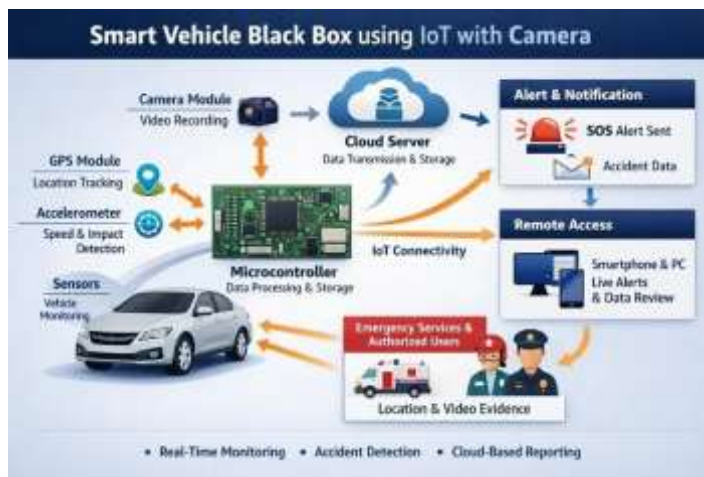 Smart Vehicle Black Box using IoT with Camera
Camera Module
Video Recording
GPS Module
Location Tracking
Accelerometer
Speed & Impact
Detection
Sensors
Vehicle
Monitoring
Microcontroller
Data Processing & Storage
Cloud Server
Data Transmission & Storage
IoT Connectivity
Alert & Notification
SOS Alert Sent
Accident Data
Remote Access
Smartphone & PC
Live Alerts
& Data Review
Emergency Services &
Authorized Users
Location & Video Evidence
• Real-Time Monitoring • Accident Detection • Cloud-Based Reporting